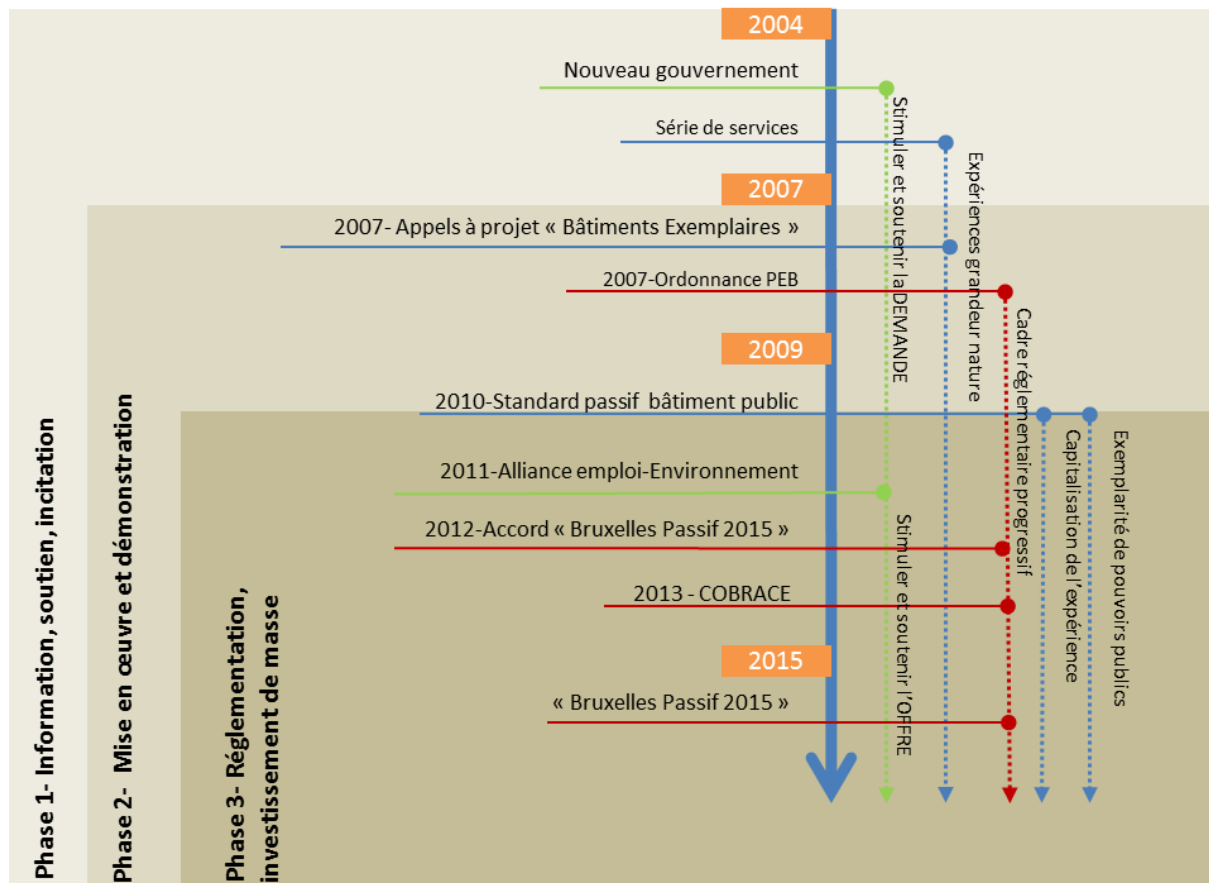 2004
Nouveau gouvernement
Série de services
2007
2007- Appels à projet « Bâtiments Exemplaires »
2007-Ordonnance PEB
2009
2010-Standard passif bâtiment public
2011-Alliance emploi-Environnement
2012-Accord « Bruxelles Passif 2015 »
2013 - COBRACE
2015
« Bruxelles Passif 2015 »
Stimuler et soutenir la DEMANDE
Stimuler et soutenir l'OFFRE
Expériences grandeur nature
Cadre réglementaire progressif
Capitalisation de l'expérience
Exemplarité de pouvoirs publics
Phase 1- Information, soutien, incitation
Phase 2- Mise en œuvre et démonstration
Phase 3- Réglementation,
investissement de masse